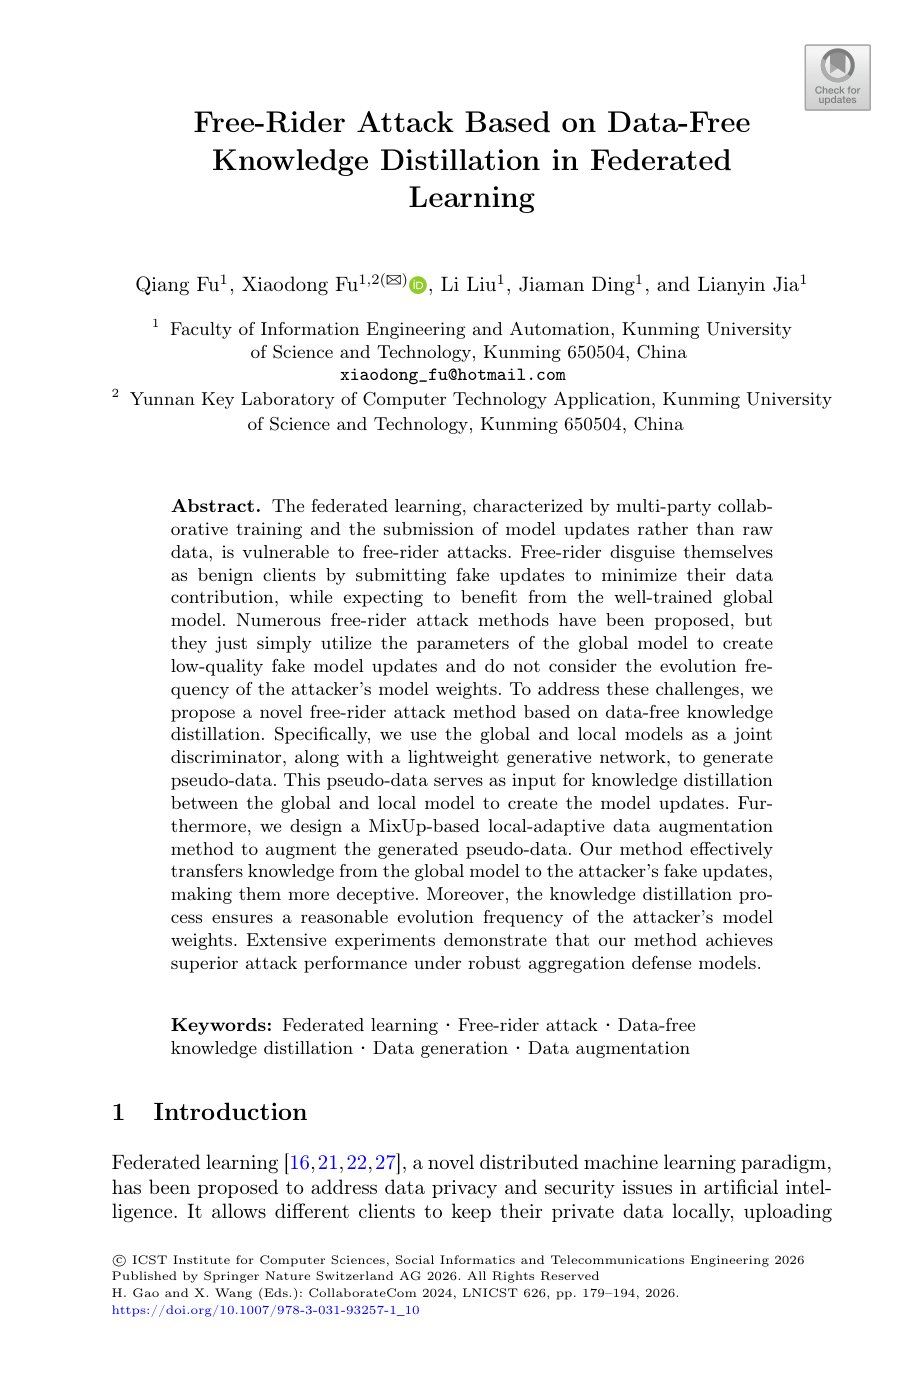 Check for
updates
Free-Rider Attack Based on Data-Free
Knowledge Distillation in Federated
Learning
Qiang Fu1, Xiaodong Fu1,2(✉), Li Liu1, Jiaman Ding1, and Lianyin Jia1
1 Faculty of Information Engineering and Automation, Kunming University
of Science and Technology, Kunming 650504, China
xiaodong_fu@hotmail.com
2 Yunnan Key Laboratory of Computer Technology Application, Kunming University
of Science and Technology, Kunming 650504, China
Abstract. The federated learning, characterized by multi-party collab-
orative training and the submission of model updates rather than raw
data, is vulnerable to free-rider attacks. Free-rider disguise themselves
as benign clients by submitting fake updates to minimize their data
contribution, while expecting to benefit from the well-trained global
model. Numerous free-rider attack methods have been proposed, but
they just simply utilize the parameters of the global model to create
low-quality fake model updates and do not consider the evolution fre-
quency of the attacker's model weights. To address these challenges, we
propose a novel free-rider attack method based on data-free knowledge
distillation. Specifically, we use the global and local models as a joint
discriminator, along with a lightweight generative network, to generate
pseudo-data. This pseudo-data serves as input for knowledge distillation
between the global and local model to create the model updates. Fur-
thermore, we design a MixUp-based local-adaptive data augmentation
method to augment the generated pseudo-data. Our method effectively
transfers knowledge from the global model to the attacker's fake updates,
making them more deceptive. Moreover, the knowledge distillation pro-
cess ensures a reasonable evolution frequency of the attacker's model
weights. Extensive experiments demonstrate that our method achieves
superior attack performance under robust aggregation defense models.
Keywords: Federated learning · Free-rider attack · Data-free
knowledge distillation · Data generation · Data augmentation
1 Introduction
Federated learning [16,21,22,27], a novel distributed machine learning paradigm,
has been proposed to address data privacy and security issues in artificial intel-
ligence. It allows different clients to keep their private data locally, uploading
© ICST Institute for Computer Sciences, Social Informatics and Telecommunications Engineering 2026
Published by Springer Nature Switzerland AG 2026. All Rights Reserved
H. Gao and X. Wang (Eds.): CollaborateCom 2024, LNICST 626, pp. 179–194, 2026.
https://doi.org/10.1007/978-3-031-93257-1_10